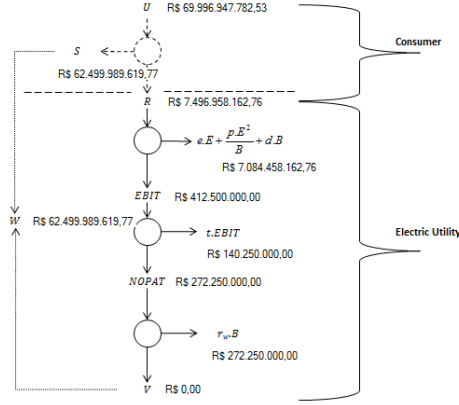 U R$ 69.996.947.782,53
Consumer
S
R$ 62.499.989.619,77
R R$ 7.496.958.162,76
e.E + p.E²/B + d.B
R$ 7.084.458.162,76
EBIT R$ 412.500.000,00
W R$ 62.499.989.619,77
t.EBIT
Electric Utility
R$ 140.250.000,00
NOPAT R$ 272.250.000,00
r_w.B
R$ 272.250.000,00
V R$ 0,00